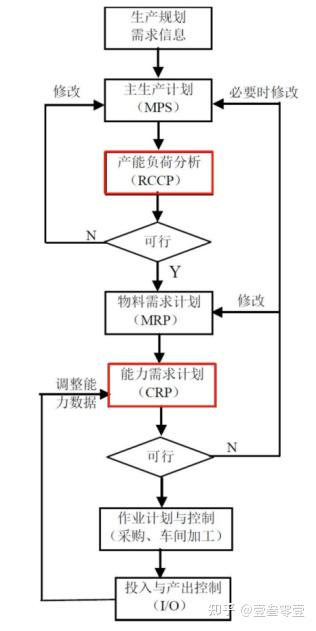 生产规划
需求信息
修改
主生产计划
（MPS）
必要时修改
产能负荷分析
（RCCP）
N
可行
Y
物料需求计划
（MRP）
修改
调整能
力数据
能力需求计划
（CRP）
可行
N
作业计划与控制
（采购、车间加工）
投入与产出控制
（I/O）
知乎 @壹叁零壹